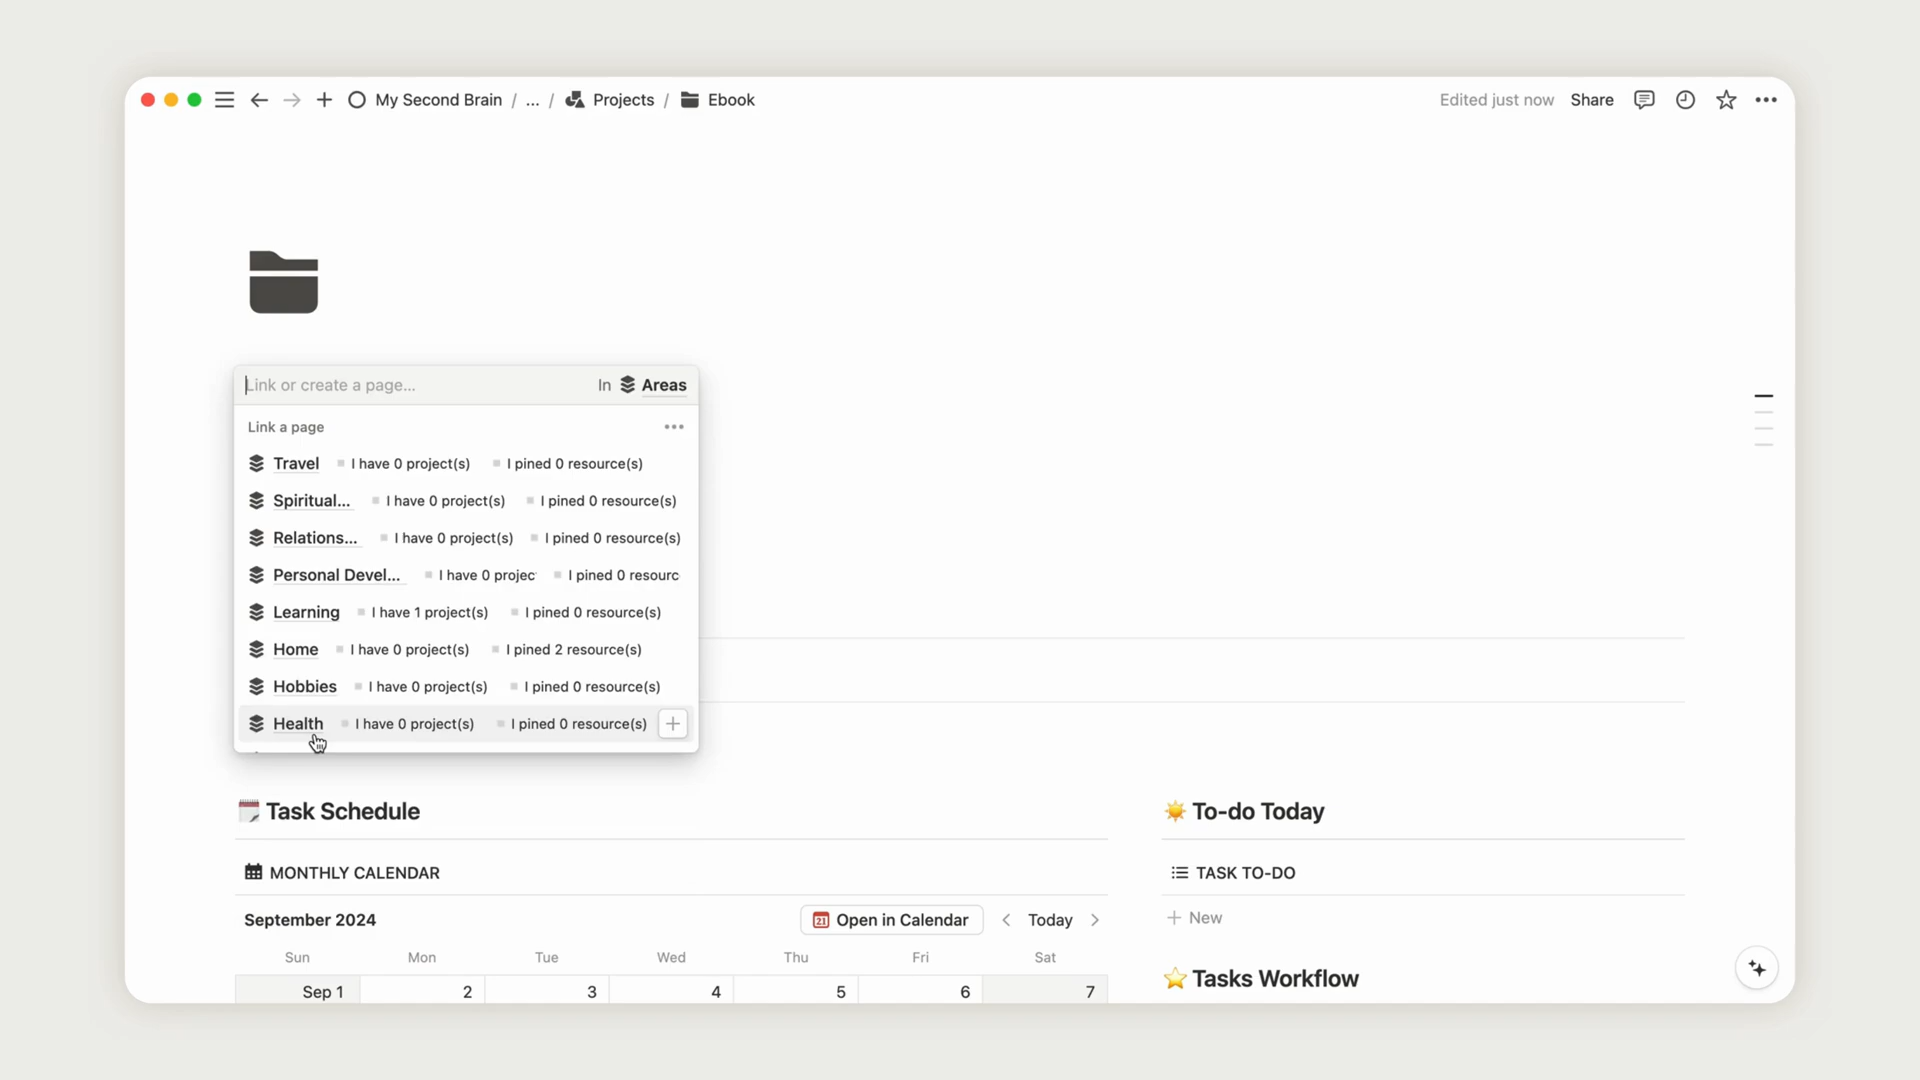 My Second Brain / ... / Projects / Ebook
Edited just now Share
Link or create a page... In Areas
Link a page
Travel I have 0 project(s) I pined 0 resource(s)
Spiritual... I have 0 project(s) I pined 0 resource(s)
Relations... I have 0 project(s) I pined 0 resource(s)
Personal Devel... I have 0 projec I pined 0 resourc
Learning I have 1 project(s) I pined 0 resource(s)
Home I have 0 project(s) I pined 2 resource(s)
Hobbies I have 0 project(s) I pined 0 resource(s)
Health I have 0 project(s) I pined 0 resource(s)
Task Schedule
MONTHLY CALENDAR
September 2024 Open in Calendar Today
Sun Mon Tue Wed Thu Fri Sat
Sep 1 2 3 4 5 6 7
To-do Today
TASK TO-DO
New
Tasks Workflow